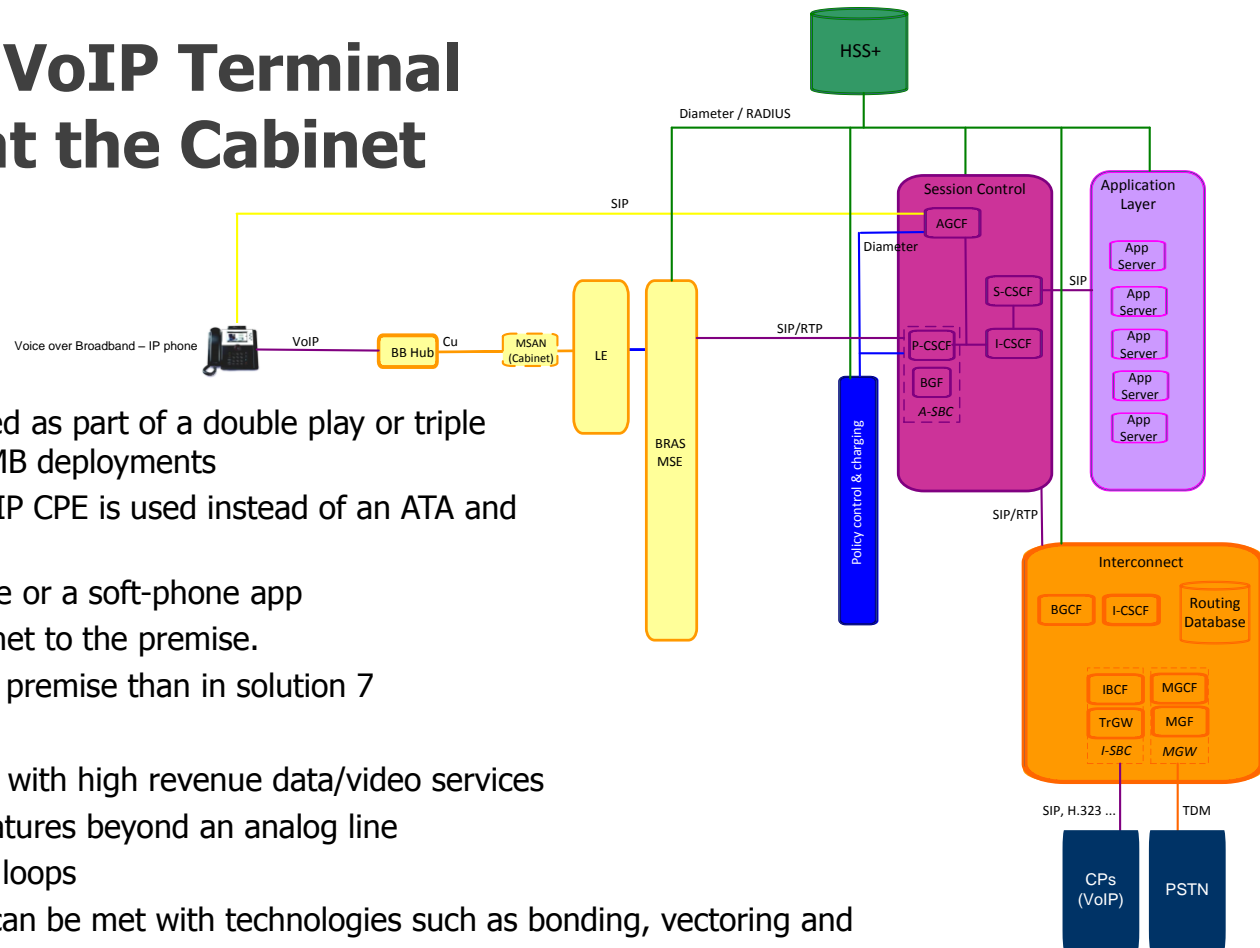 VoIP Terminal
at the Cabinet
HSS+
Diameter / RADIUS
Session Control
Application
Layer
SIP
AGCF
Diameter
App
Server
S-CSCF
SIP
App
Server
SIP/RTP
Voice over Broadband – IP phone
VoIP
BB Hub
Cu
MSAN
(Cabinet)
LE
P-CSCF
I-CSCF
App
Server
BGF
App
Server
A-SBC
App
Server
BRAS
MSE
Policy control & charging
ed as part of a double play or triple
MB deployments
IP CPE is used instead of an ATA and
e or a soft-phone app
net to the premise.
premise than in solution 7
with high revenue data/video services
atures beyond an analog line
loops
can be met with technologies such as bonding, vectoring and
SIP/RTP
Interconnect
BGCF
I-CSCF
Routing
Database
IBCF
MGCF
TrGW
MGF
I-SBC
MGW
SIP, H.323 ...
TDM
CPs
(VoIP)
PSTN